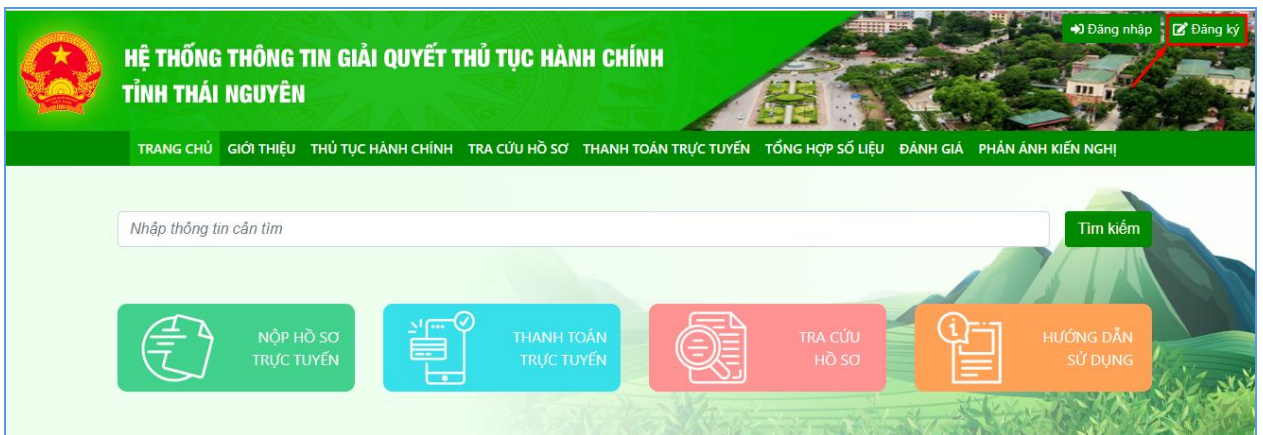 Đăng nhập
Đăng ký
HỆ THỐNG THÔNG TIN GIẢI QUYẾT THỦ TỤC HÀNH CHÍNH
TỈNH THÁI NGUYÊN
TRANG CHỦ GIỚI THIỆU THỦ TỤC HÀNH CHÍNH TRA CỨU HỒ SƠ THANH TOÁN TRỰC TUYẾN TỔNG HỢP SỐ LIỆU ĐÁNH GIÁ PHẢN ÁNH KIẾN NGHỊ
Nhập thông tin cần tìm
Tìm kiếm
NỘP HỒ SƠ
TRỰC TUYẾN
THANH TOÁN
TRỰC TUYẾN
TRA CỨU
HỒ SƠ
HƯỚNG DẪN
SỬ DỤNG